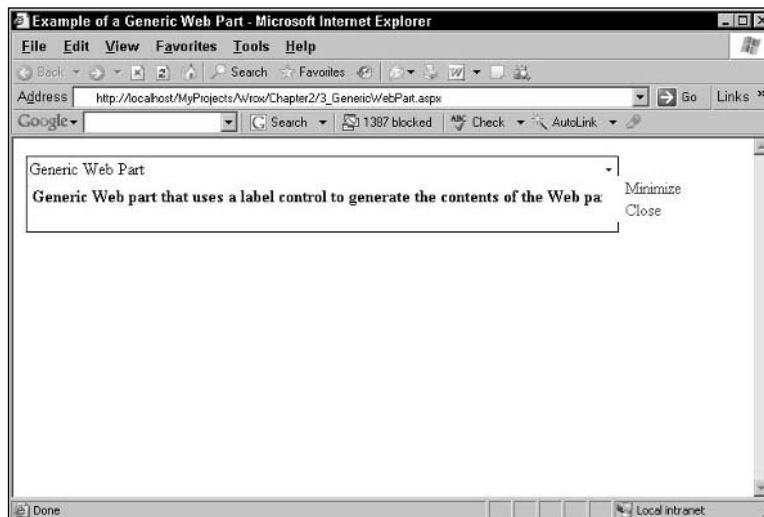 Example of a Generic Web Part - Microsoft Internet Explorer
File Edit View Favorites Tools Help
Back Search Favorites
Address http://localhost/MyProjects/Wrox/Chapter2/3_GenericWebPart.aspx Go Links »
Google Search 1387 blocked ABC Check AutoLink
Generic Web Part
Generic Web part that uses a label control to generate the contents of the Web pa
Minimize
Close
Done Local intranet